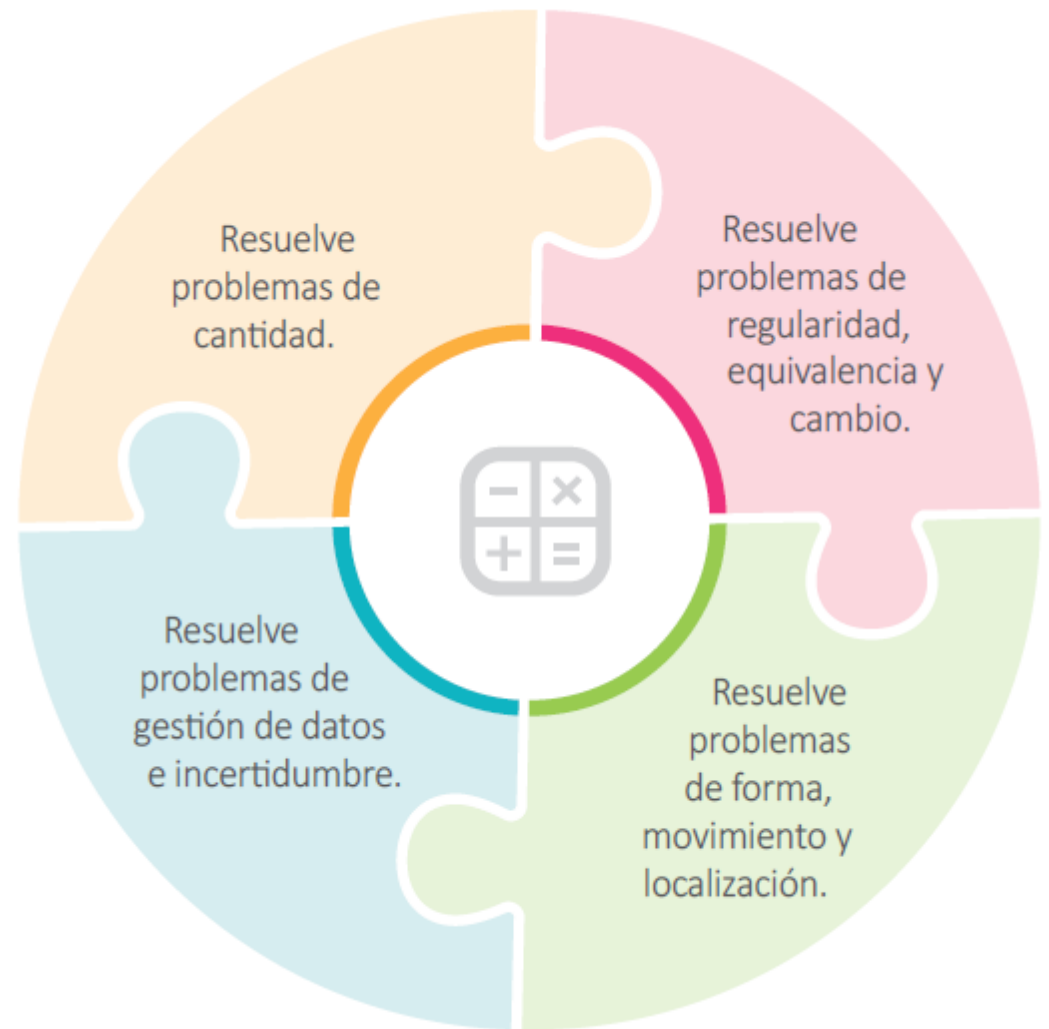 Resuelve
problemas de
cantidad.
Resuelve
problemas de
regularidad,
equivalencia y
cambio.
Resuelve
problemas de
gestión de datos
e incertidumbre.
Resuelve
problemas
de forma,
movimiento y
localización.